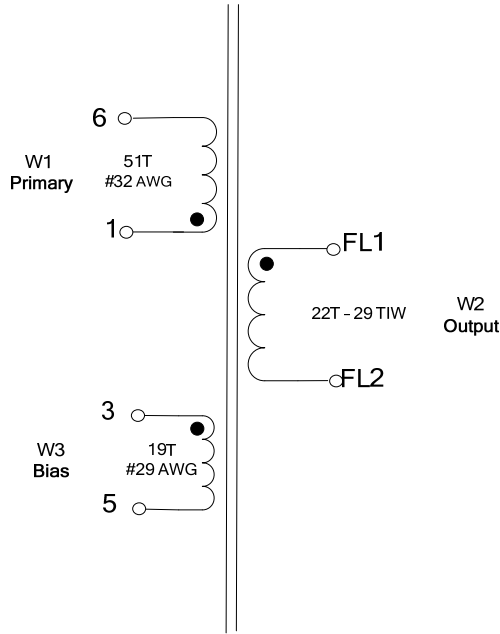 6
W1
Primary
51T
#32 AWG
1
FL1
22T - 29 TIW
W2
Output
FL2
3
W3
Bias
19T
#29 AWG
5